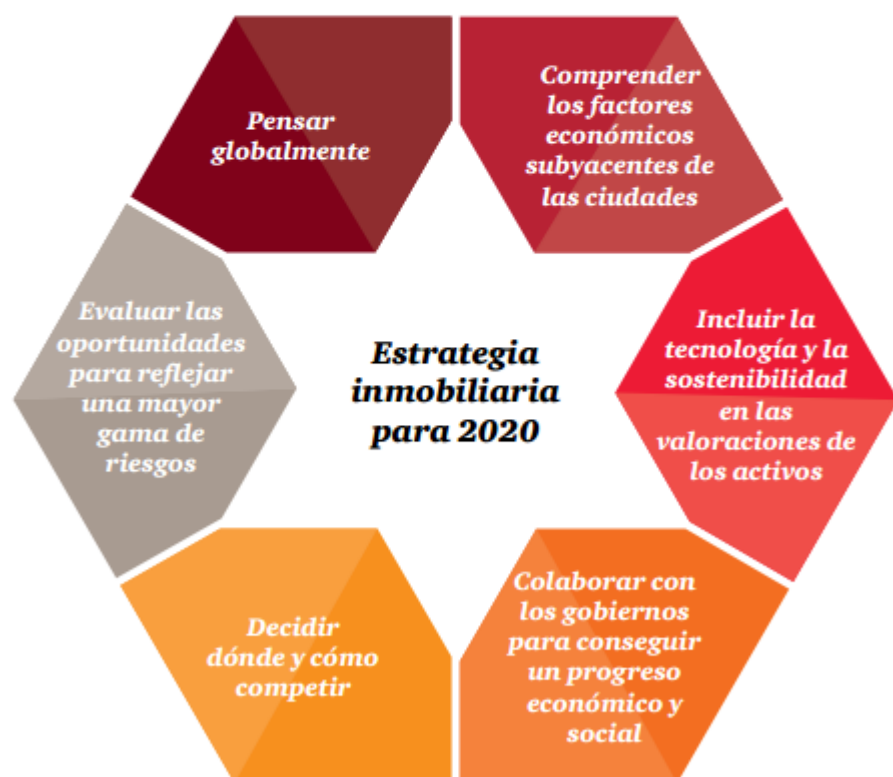 Pensar
globalmente
Comprender
los factores
económicos
subyacentes de
las ciudades
Evaluar las
oportunidades
para reflejar
una mayor
gama de
riesgos
Estrategia
inmobiliaria
para 2020
Incluir la
tecnología y la
sostenibilidad
en las
valoraciones de
los activos
Decidir
dónde y cómo
competir
Colaborar con
los gobiernos
para conseguir
un progreso
económico y
social